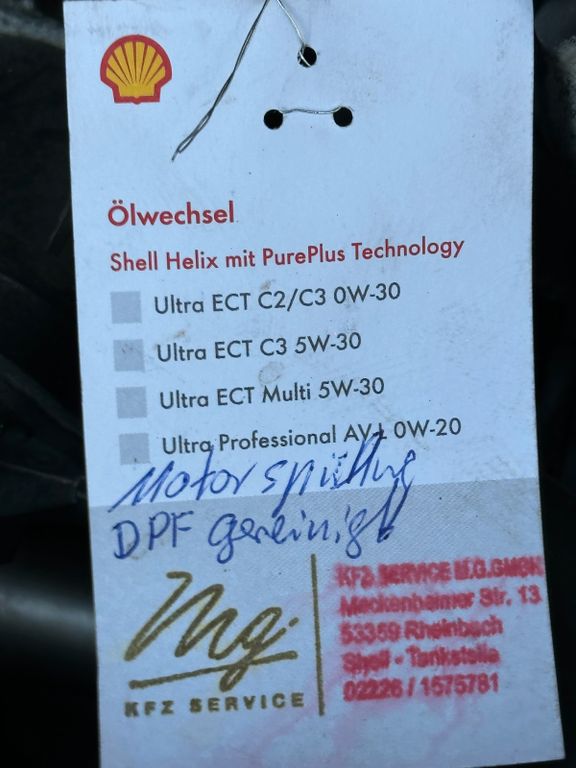 Ölwechsel
Shell Helix mit PurePlus Technology
Ultra ECT C2/C3 0W-30
Ultra ECT C3 5W-30
Ultra ECT Multi 5W-30
Ultra Professional AV-L 0W-20
Motorspülung
DPF gereinigt
Mg.
KFZ SERVICE
KFZ SERVICE M.G.GMBH
Meckenheimer Str. 13
53359 Rheinbach
Shell - Tankstelle
02226 / 1575781